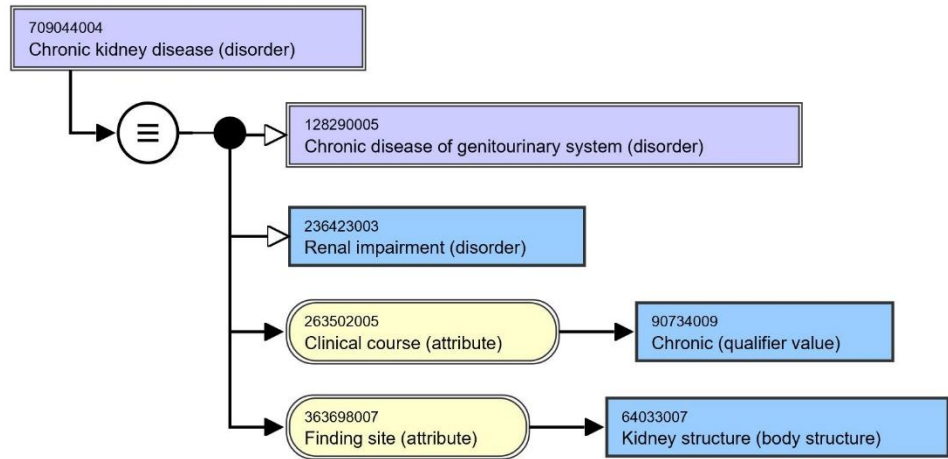 709044004
Chronic kidney disease (disorder)
≡
128290005
Chronic disease of genitourinary system (disorder)
236423003
Renal impairment (disorder)
263502005
Clinical course (attribute)
90734009
Chronic (qualifier value)
363698007
Finding site (attribute)
64033007
Kidney structure (body structure)